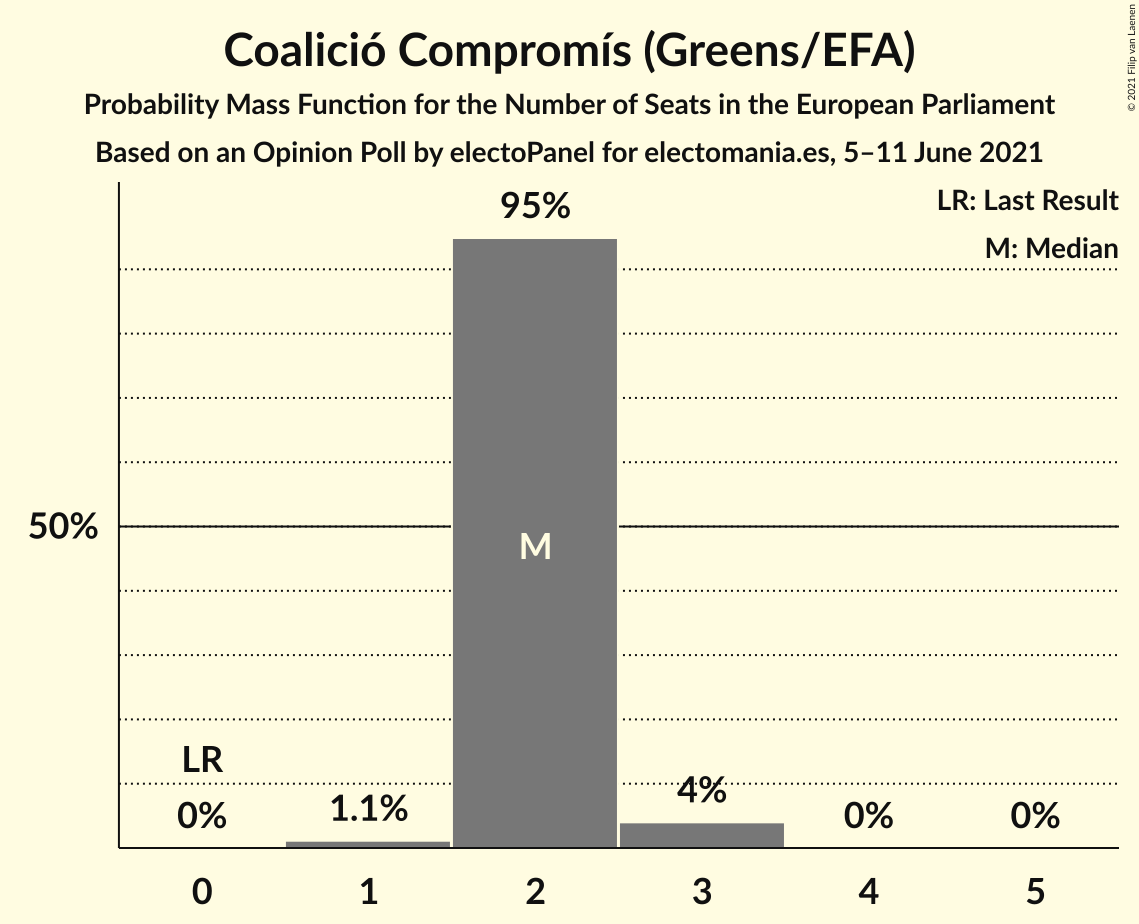 Coalició Compromís (Greens/EFA)
Probability Mass Function for the Number of Seats in the European Parliament
Based on an Opinion Poll by electoPanel for electomania.es, 5–11 June 2021
© 2021 Filip van Laenen
LR: Last Result
M: Median
95%
50%
M
LR
0%
1.1%
4%
0%
0%
0
1
2
3
4
5